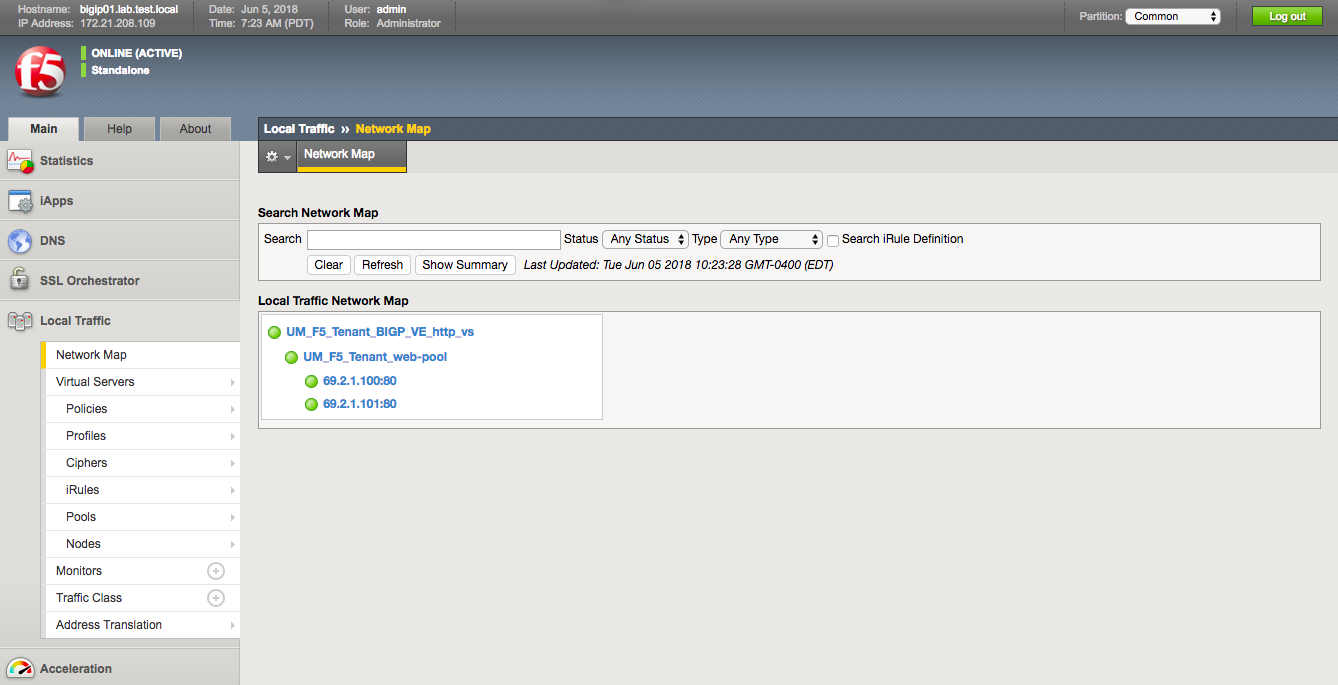 Hostname: bigip01.lab.test.local Date: Jun 5, 2018 User: admin
IP Address: 172.21.208.109 Time: 7:23 AM (PDT) Role: Administrator
Partition: Common Log out
f5
ONLINE (ACTIVE)
Standalone
Main Help About
Local Traffic » Network Map
Network Map
Statistics
iApps
DNS
SSL Orchestrator
Local Traffic
Network Map
Virtual Servers
Policies
Profiles
Ciphers
iRules
Pools
Nodes
Monitors
Traffic Class
Address Translation
Acceleration
Search Network Map
Search Status Any Status Type Any Type Search iRule Definition
Clear Refresh Show Summary Last Updated: Tue Jun 05 2018 10:23:28 GMT-0400 (EDT)
Local Traffic Network Map
UM_F5_Tenant_BIGP_VE_http_vs
UM_F5_Tenant_web-pool
69.2.1.100:80
69.2.1.101:80